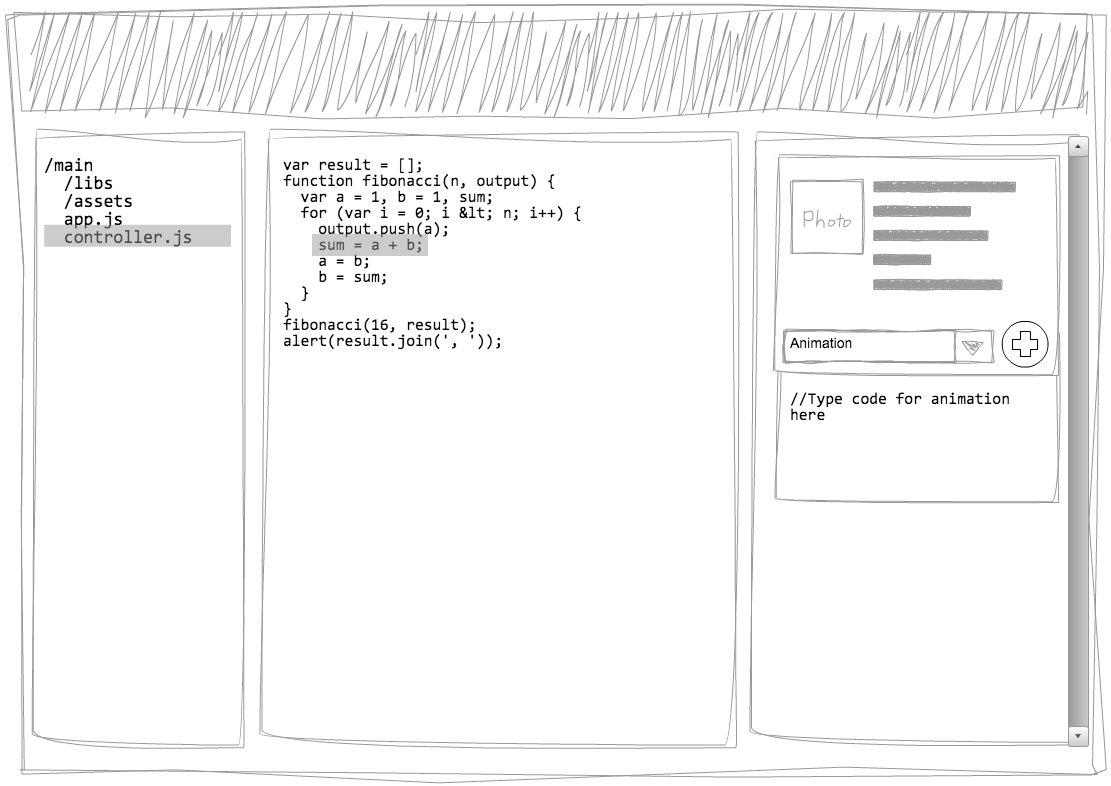 /main
/libs
/assets
app.js
controller.js
var result = [];
function fibonacci(n, output) {
  var a = 1, b = 1, sum;
  for (var i = 0; i &lt; n; i++) {
    output.push(a);
    sum = a + b;
    a = b;
    b = sum;
  }
}
fibonacci(16, result);
alert(result.join(', '));
Photo
Animation
//Type code for animation
here